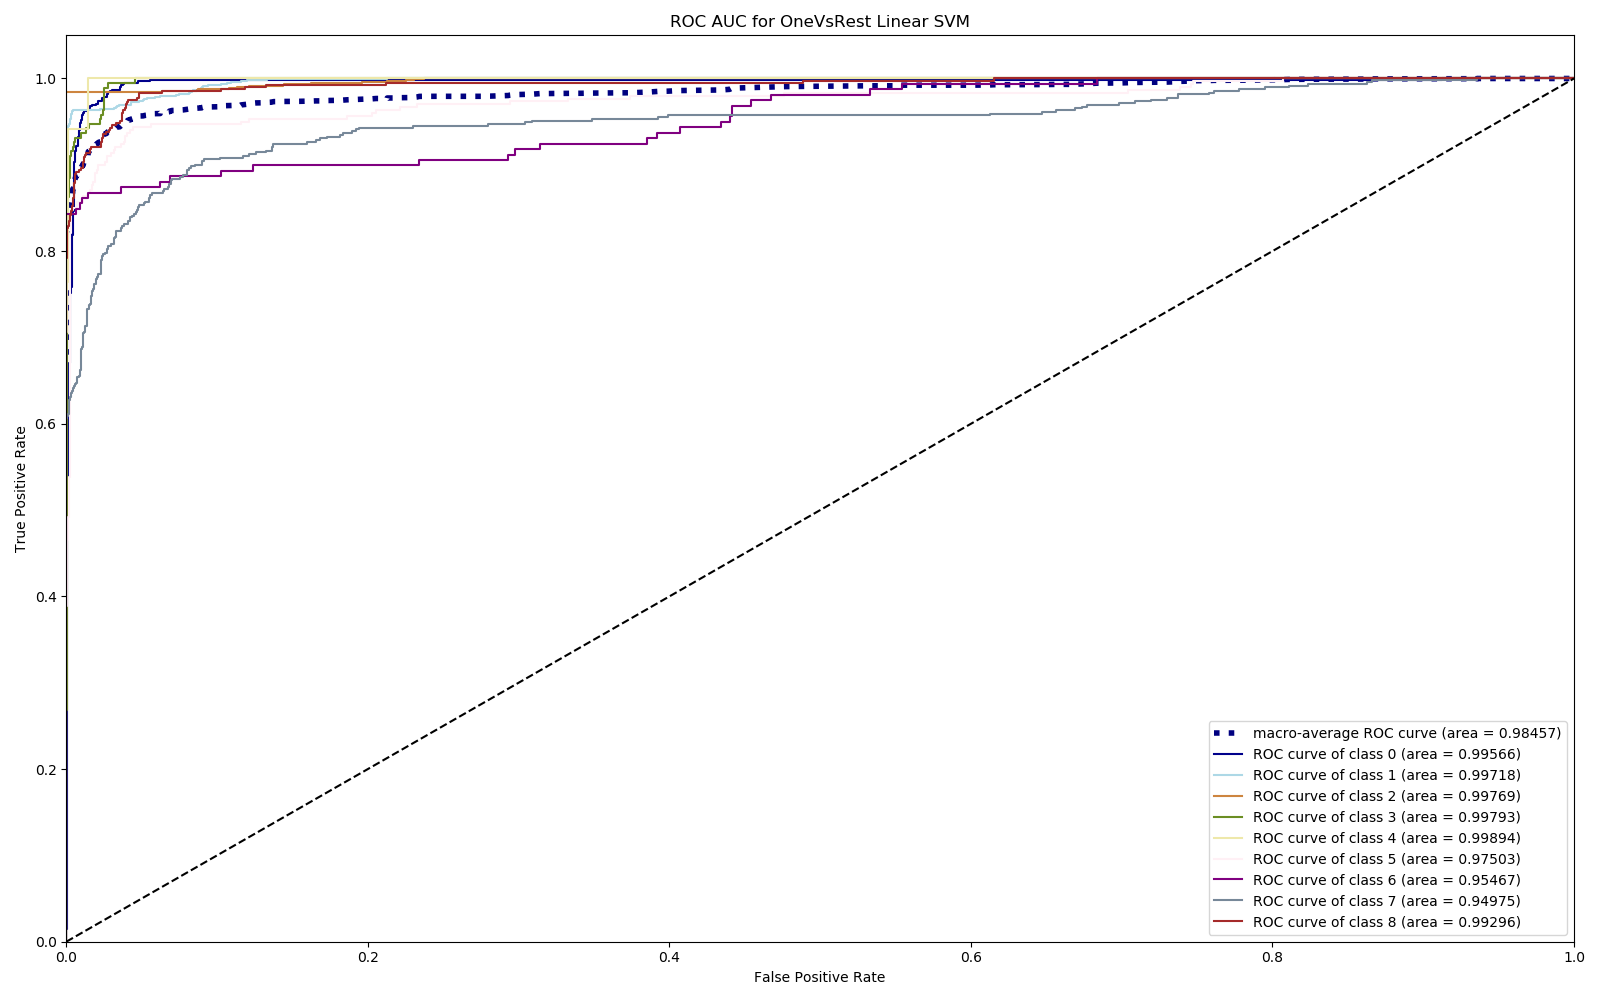 ROC AUC for OneVsRest Linear SVM
1.0
0.8
0.6
0.4
0.2
0.0
True Positive Rate
macro-average ROC curve (area = 0.98457)
ROC curve of class 0 (area = 0.99566)
ROC curve of class 1 (area = 0.99718)
ROC curve of class 2 (area = 0.99769)
ROC curve of class 3 (area = 0.99793)
ROC curve of class 4 (area = 0.99894)
ROC curve of class 5 (area = 0.97503)
ROC curve of class 6 (area = 0.95467)
ROC curve of class 7 (area = 0.94975)
ROC curve of class 8 (area = 0.99296)
0.0 0.2 0.4 0.6 0.8 1.0
False Positive Rate